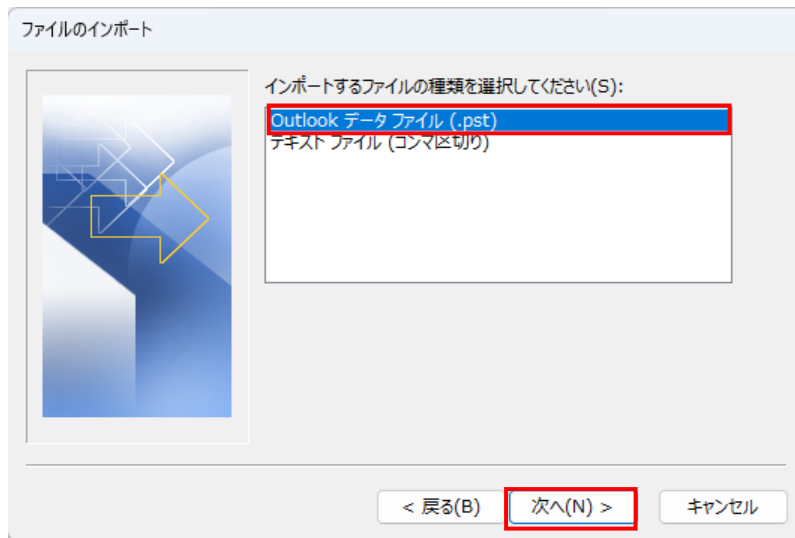 ファイルのインポート
インポートするファイルの種類を選択してください(S):
Outlook データ ファイル (.pst)
テキスト ファイル (コンマ区切り)
< 戻る(B)
次へ(N) >
キャンセル